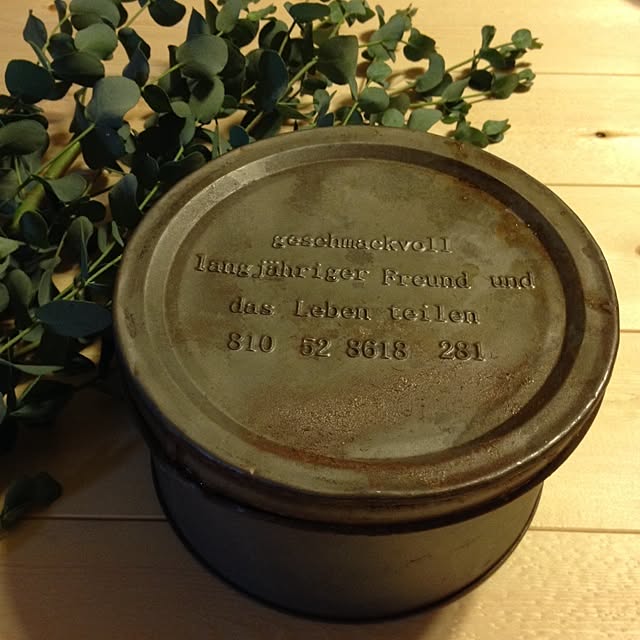 geschmackvoll
langjähriger Freund und
das Leben teilen
810 52 8618 281